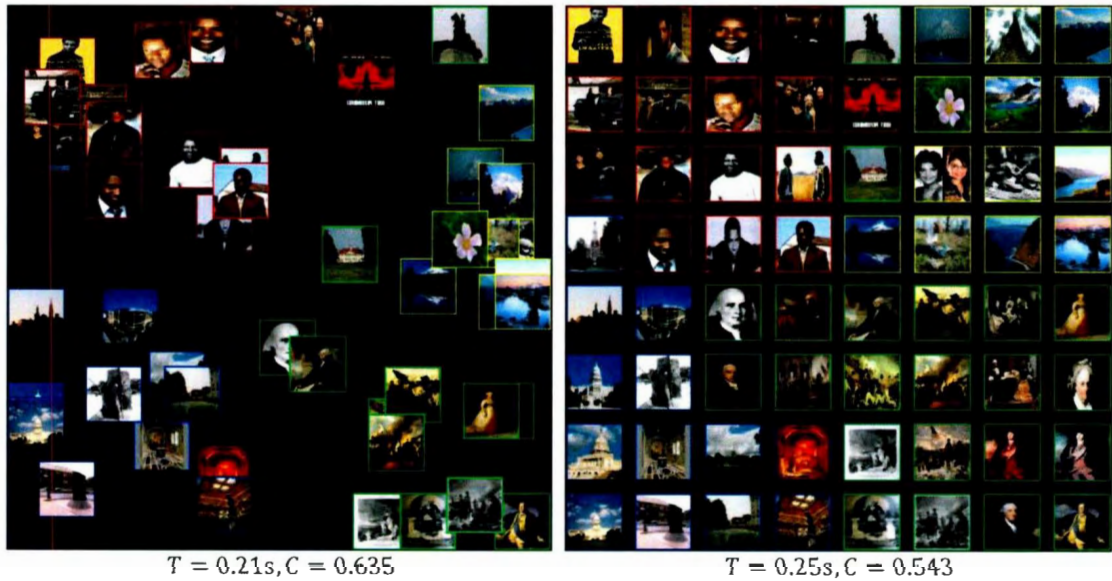 T = 0.21s, C = 0.635
T = 0.25s, C = 0.543